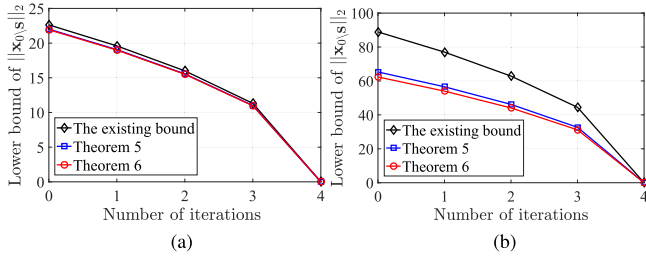 Lower bound of ||x₀\s||₂
25
20
15
10
5
0
The existing bound
Theorem 5
Theorem 6
0 1 2 3 4
Number of iterations
(a)
Lower bound of ||x₀\s||₂
100
80
60
40
20
0
The existing bound
Theorem 5
Theorem 6
0 1 2 3 4
Number of iterations
(b)